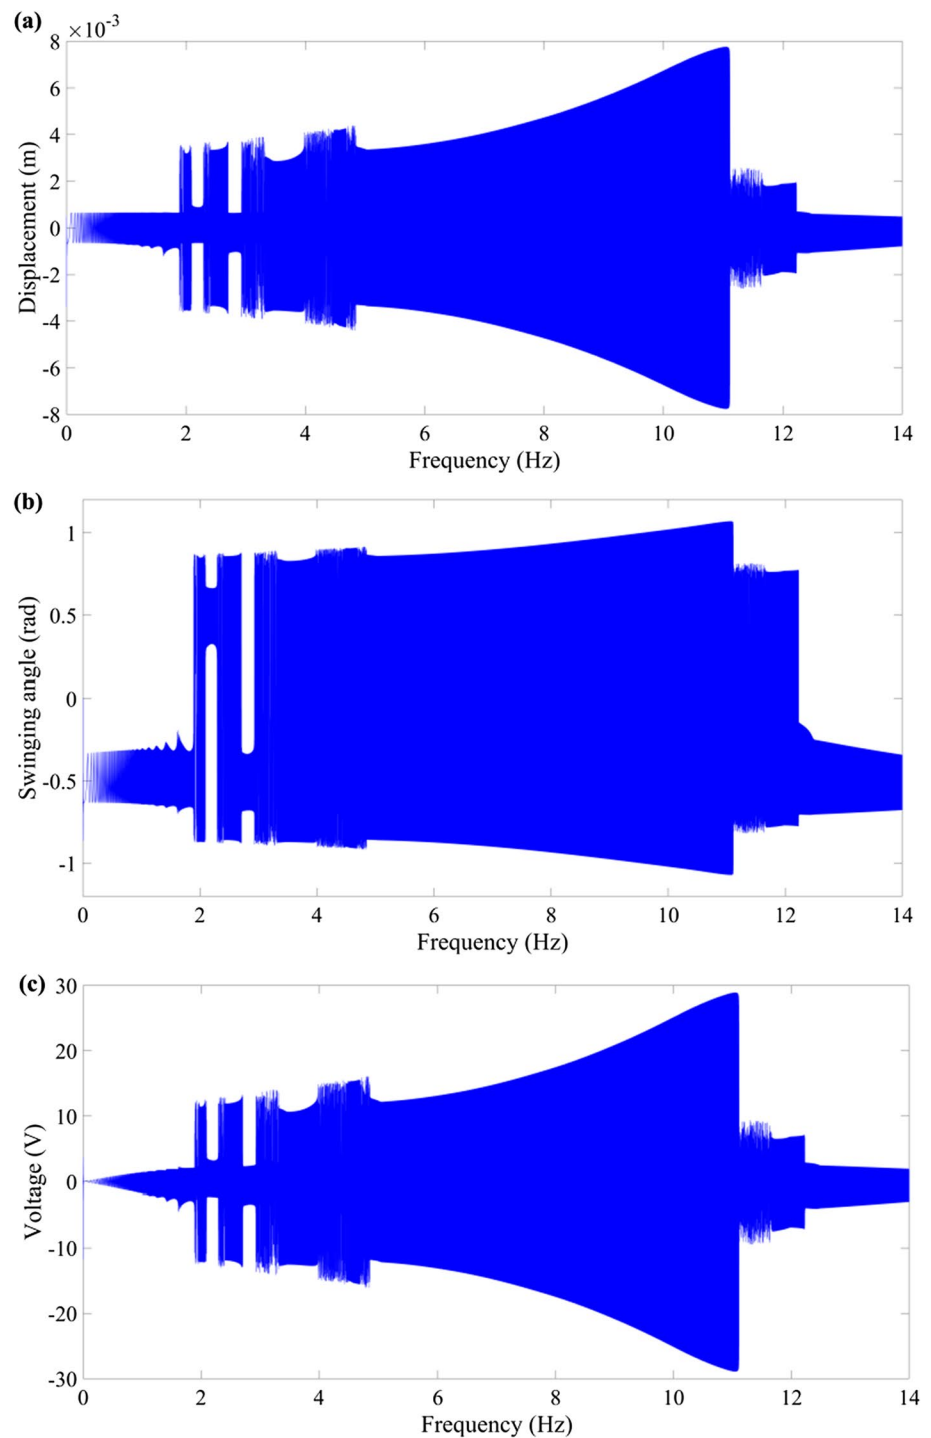 (a)
×10⁻³
8
6
4
2
0
-2
-4
-6
-8
Displacement (m)
0 2 4 6 8 10 12 14
Frequency (Hz)
(b)
1
0.5
0
-0.5
-1
Swinging angle (rad)
0 2 4 6 8 10 12 14
Frequency (Hz)
(c)
30
20
10
0
-10
-20
-30
Voltage (V)
0 2 4 6 8 10 12 14
Frequency (Hz)